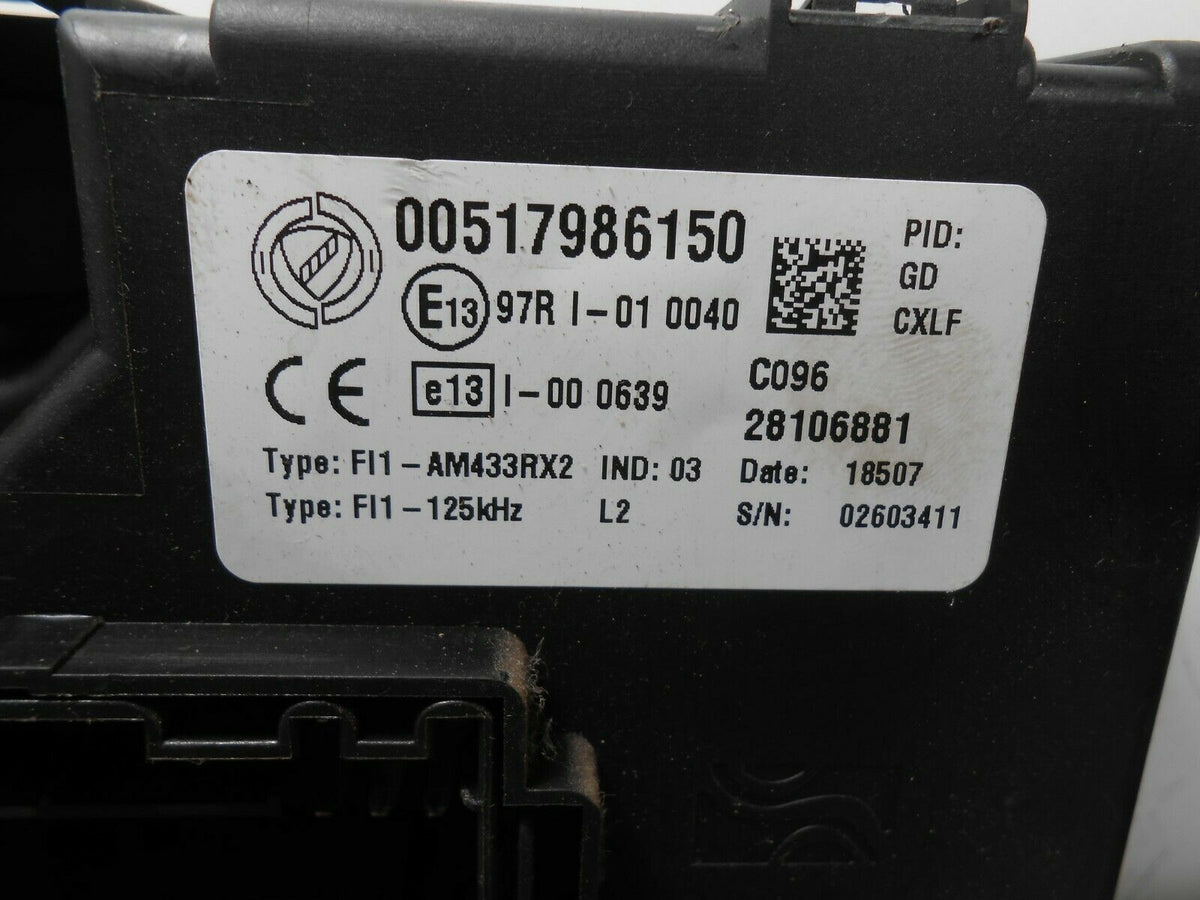 00517986150
PID:
E13 97R I-01 0040
GD
CXLF
CE e13 I-00 0639
C096
28106881
Type: FI1-AM433RX2 IND: 03 Date: 18507
Type: FI1-125kHz L2 S/N: 02603411